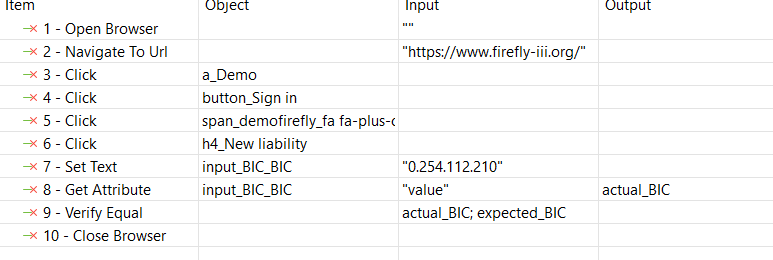 Item Object Input Output
1 - Open Browser ""
2 - Navigate To Url "https://www.firefly-iii.org/"
3 - Click a_Demo
4 - Click button_Sign in
5 - Click span_demofirefly_fa fa-plus-c
6 - Click h4_New liability
7 - Set Text input_BIC_BIC "0.254.112.210"
8 - Get Attribute input_BIC_BIC "value" actual_BIC
9 - Verify Equal actual_BIC; expected_BIC
10 - Close Browser